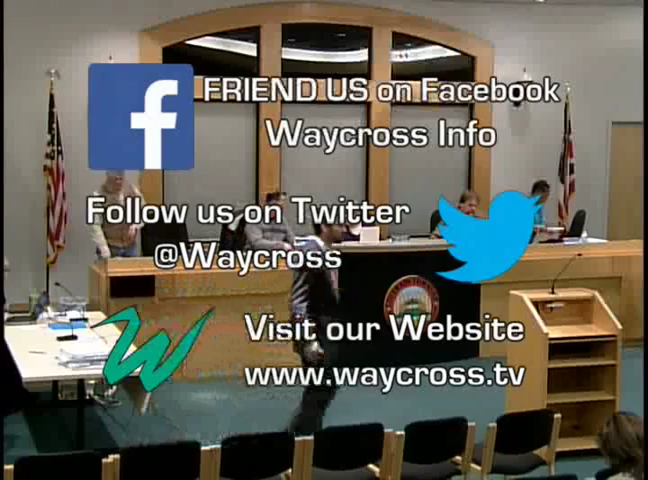 FRIEND US on Facebook
Waycross Info
Follow us on Twitter
@Waycross
Visit our Website
www.waycross.tv